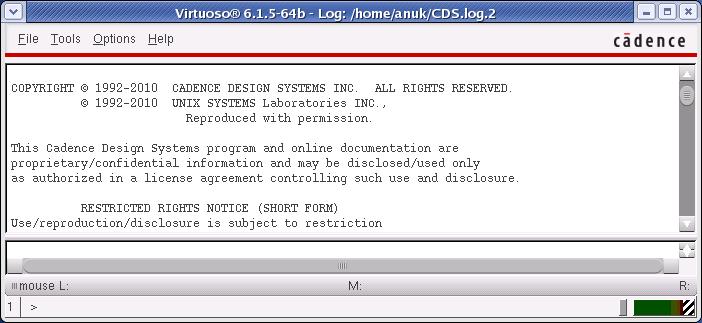 Virtuoso® 6.1.5-64b - Log: /home/anuk/CDS.log.2
File Tools Options Help
cādence
COPYRIGHT © 1992-2010 CADENCE DESIGN SYSTEMS INC. ALL RIGHTS RESERVED.
© 1992-2010 UNIX SYSTEMS Laboratories INC.,
Reproduced with permission.
This Cadence Design Systems program and online documentation are
proprietary/confidential information and may be disclosed/used only
as authorized in a license agreement controlling such use and disclosure.
RESTRICTED RIGHTS NOTICE (SHORT FORM)
Use/reproduction/disclosure is subject to restriction
mouse L: M: R:
1 >